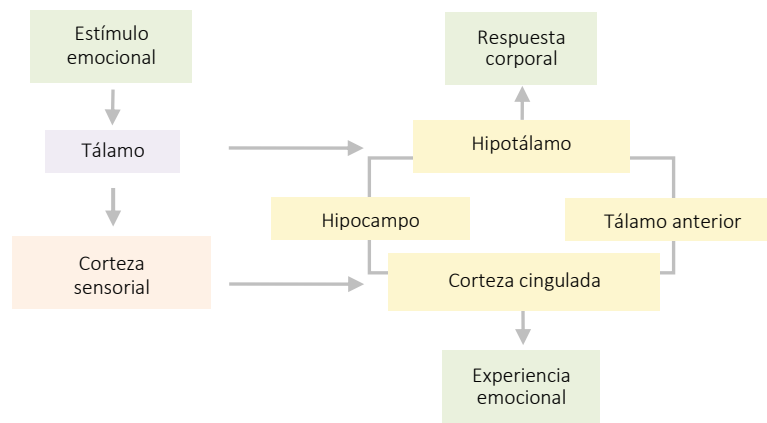 Estímulo
emocional
Tálamo
Corteza
sensorial
Respuesta
corporal
Hipotálamo
Hipocampo
Tálamo anterior
Corteza cingulada
Experiencia
emocional